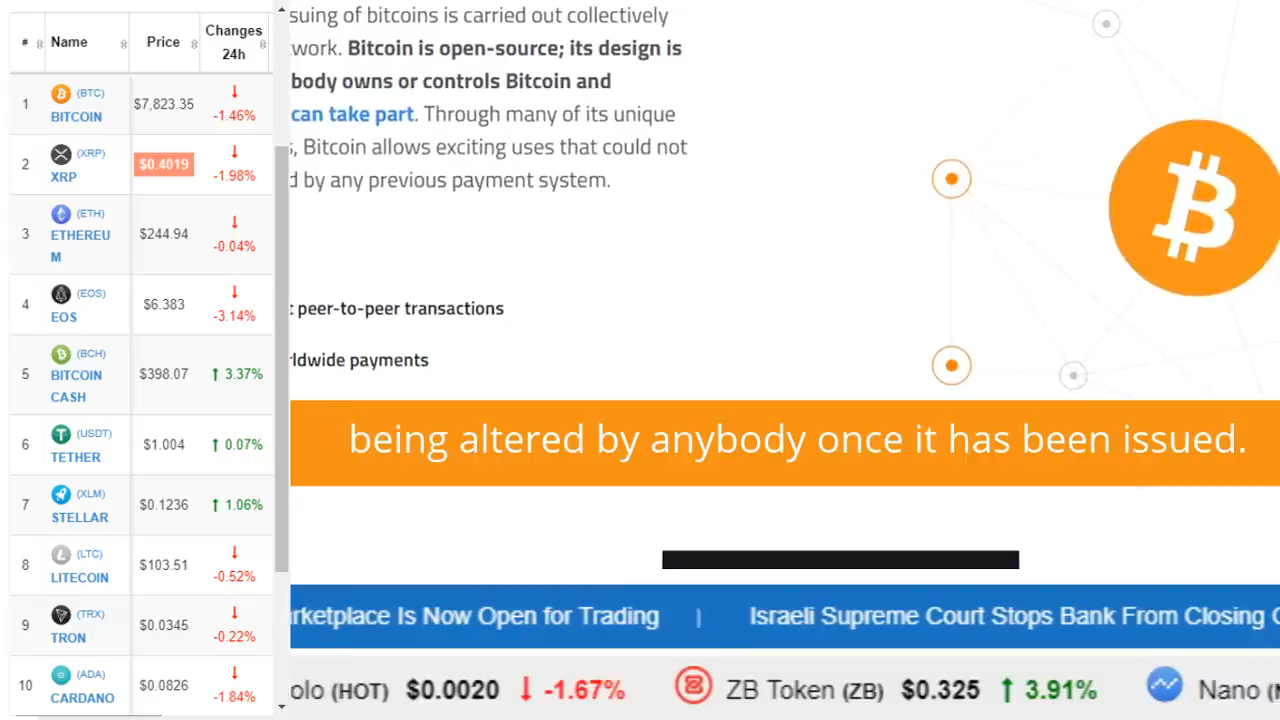 # Name Price Changes
24h
1 (BTC) BITCOIN $7,823.35 ↓ -1.46%
2 (XRP) XRP $0.4019 ↓ -1.98%
3 (ETH) ETHEREU
M $244.94 ↓ -0.04%
4 (EOS) EOS $6.383 ↓ -3.14%
5 (BCH) BITCOIN
CASH $398.07 ↑ 3.37%
6 (USDT) TETHER $1.004 ↑ 0.07%
7 (XLM) STELLAR $0.1236 ↑ 1.06%
8 (LTC) LITECOIN $103.51 ↓ -0.52%
9 (TRX) TRON $0.0345 ↓ -0.22%
10 (ADA) CARDANO $0.0826 ↓ -1.84%
suing of bitcoins is carried out collectively
work. Bitcoin is open-source; its design is
body owns or controls Bitcoin and
can take part. Through many of its unique
s, Bitcoin allows exciting uses that could not
d by any previous payment system.
t peer-to-peer transactions
rldwide payments
being altered by anybody once it has been issued.
rketplace Is Now Open for Trading | Israeli Supreme Court Stops Bank From Closing
olo (HOT) $0.0020 ↓ -1.67% ZB Token (ZB) $0.325 ↑ 3.91% Nano